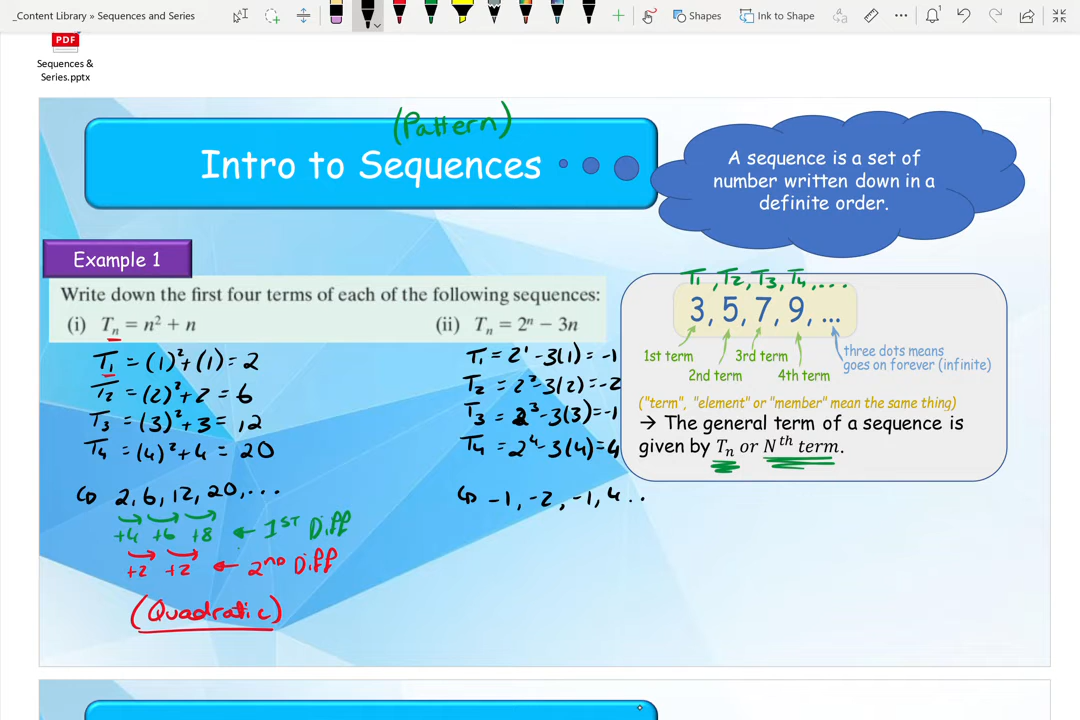 _Content Library » Sequences and Series
Shapes
Ink to Shape
PDF
Sequences &
Series.pptx
(Pattern)
Intro to Sequences
A sequence is a set of
number written down in a
definite order.
Example 1
Write down the first four terms of each of the following sequences:
(i) Tₙ = n² + n
(ii) Tₙ = 2ⁿ − 3n
T₁ = (1)²+(1) = 2
T₂ = (2)²+2 = 6
T₃ = (3)²+3 = 12
T₄ = (4)²+4 = 20
↪ 2, 6, 12, 20, ...
+4 +6 +8 ← 1ST Diff
+2 +2 ← 2ND Diff
(Quadratic)
T₁ = 2¹-3(1) = -1
T₂ = 2²-3(2) = -2
T₃ = 2³-3(3) = -1
T₄ = 2⁴-3(4) = 4
↪ -1, -2, -1, 4 ..
T₁, T₂, T₃, T₄, ...
3, 5, 7, 9, ...
1st term
2nd term
3rd term
4th term
three dots means
goes on forever (infinite)
("term", "element" or "member" mean the same thing)
→ The general term of a sequence is
given by Tₙ or Nᵗʰ term.